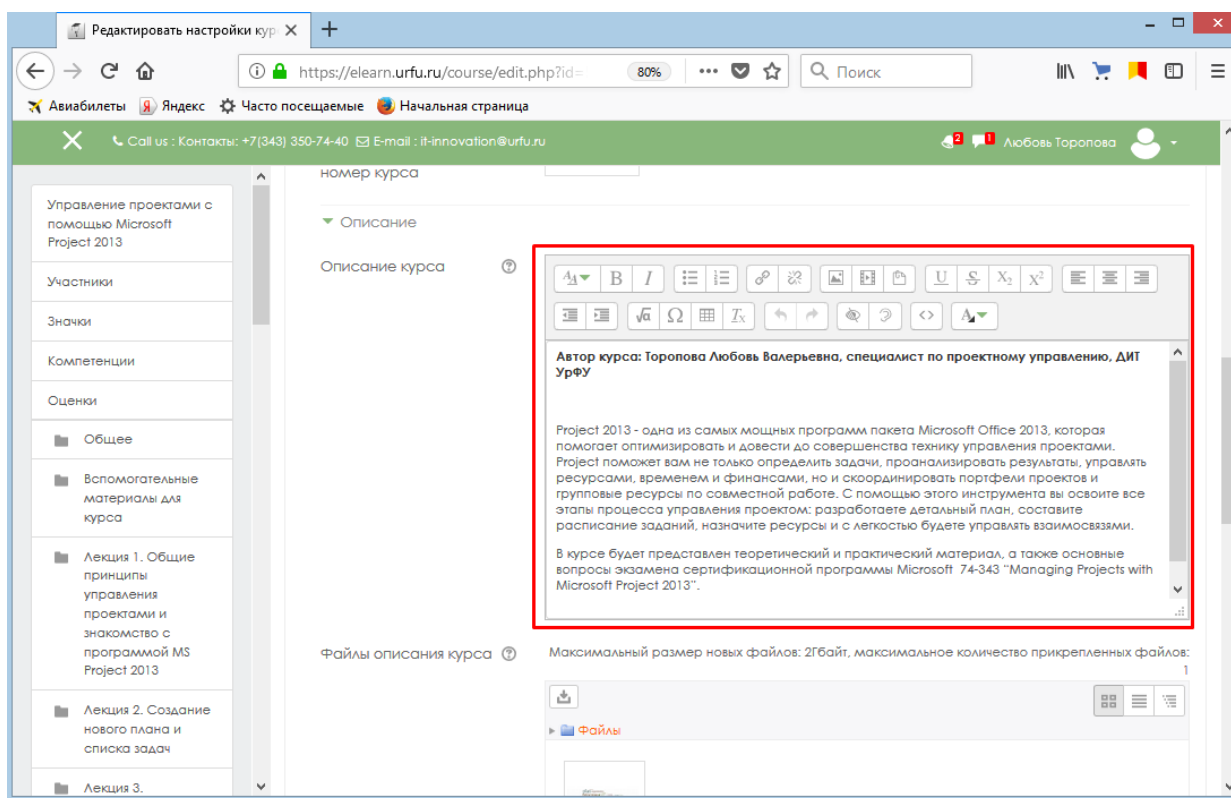 Редактировать настройки кур
https://elearn.urfu.ru/course/edit.php?id=
80%
Поиск
Авиабилеты
Яндекс
Часто посещаемые
Начальная страница
Call us : Контакты: +7(343) 350-74-40
E-mail : it-innovation@urfu.ru
2
1
Любовь Торопова
Управление проектами с
помощью Microsoft
Project 2013
Участники
Значки
Компетенции
Оценки
Общее
Вспомогательные
материалы для
курса
Лекция 1. Общие
принципы
управления
проектами и
знакомство с
программой MS
Project 2013
Лекция 2. Создание
нового плана и
списка задач
Лекция 3.
номер курса
Описание
Описание курса
Автор курса: Торопова Любовь Валерьевна, специалист по проектному управлению, ДИТ
УрФУ
Project 2013 - одна из самых мощных программ пакета Microsoft Office 2013, которая
помогает оптимизировать и довести до совершенства технику управления проектами.
Project поможет вам не только определить задачи, проанализировать результаты, управлять
ресурсами, временем и финансами, но и скоординировать портфели проектов и
групповые ресурсы по совместной работе. С помощью этого инструмента вы освоите все
этапы процесса управления проектом: разработаете детальный план, составите
расписание заданий, назначите ресурсы и с легкостью будете управлять взаимосвязями.
В курсе будет представлен теоретический и практический материал, а также основные
вопросы экзамена сертификационной программы Microsoft 74-343 "Managing Projects with
Microsoft Project 2013".
Файлы описания курса
Максимальный размер новых файлов: 2Гбайт, максимальное количество прикрепленных файлов:
1
Файлы